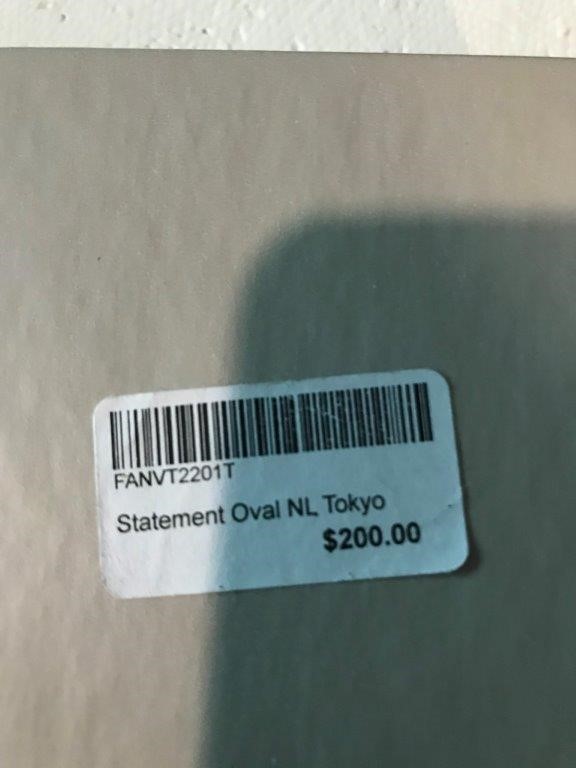 FANVT2201T
Statement Oval NL Tokyo
$200.00